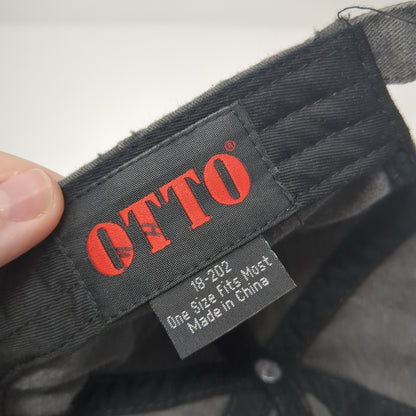 OTTO®
18-202
One Size Fits Most
Made in China